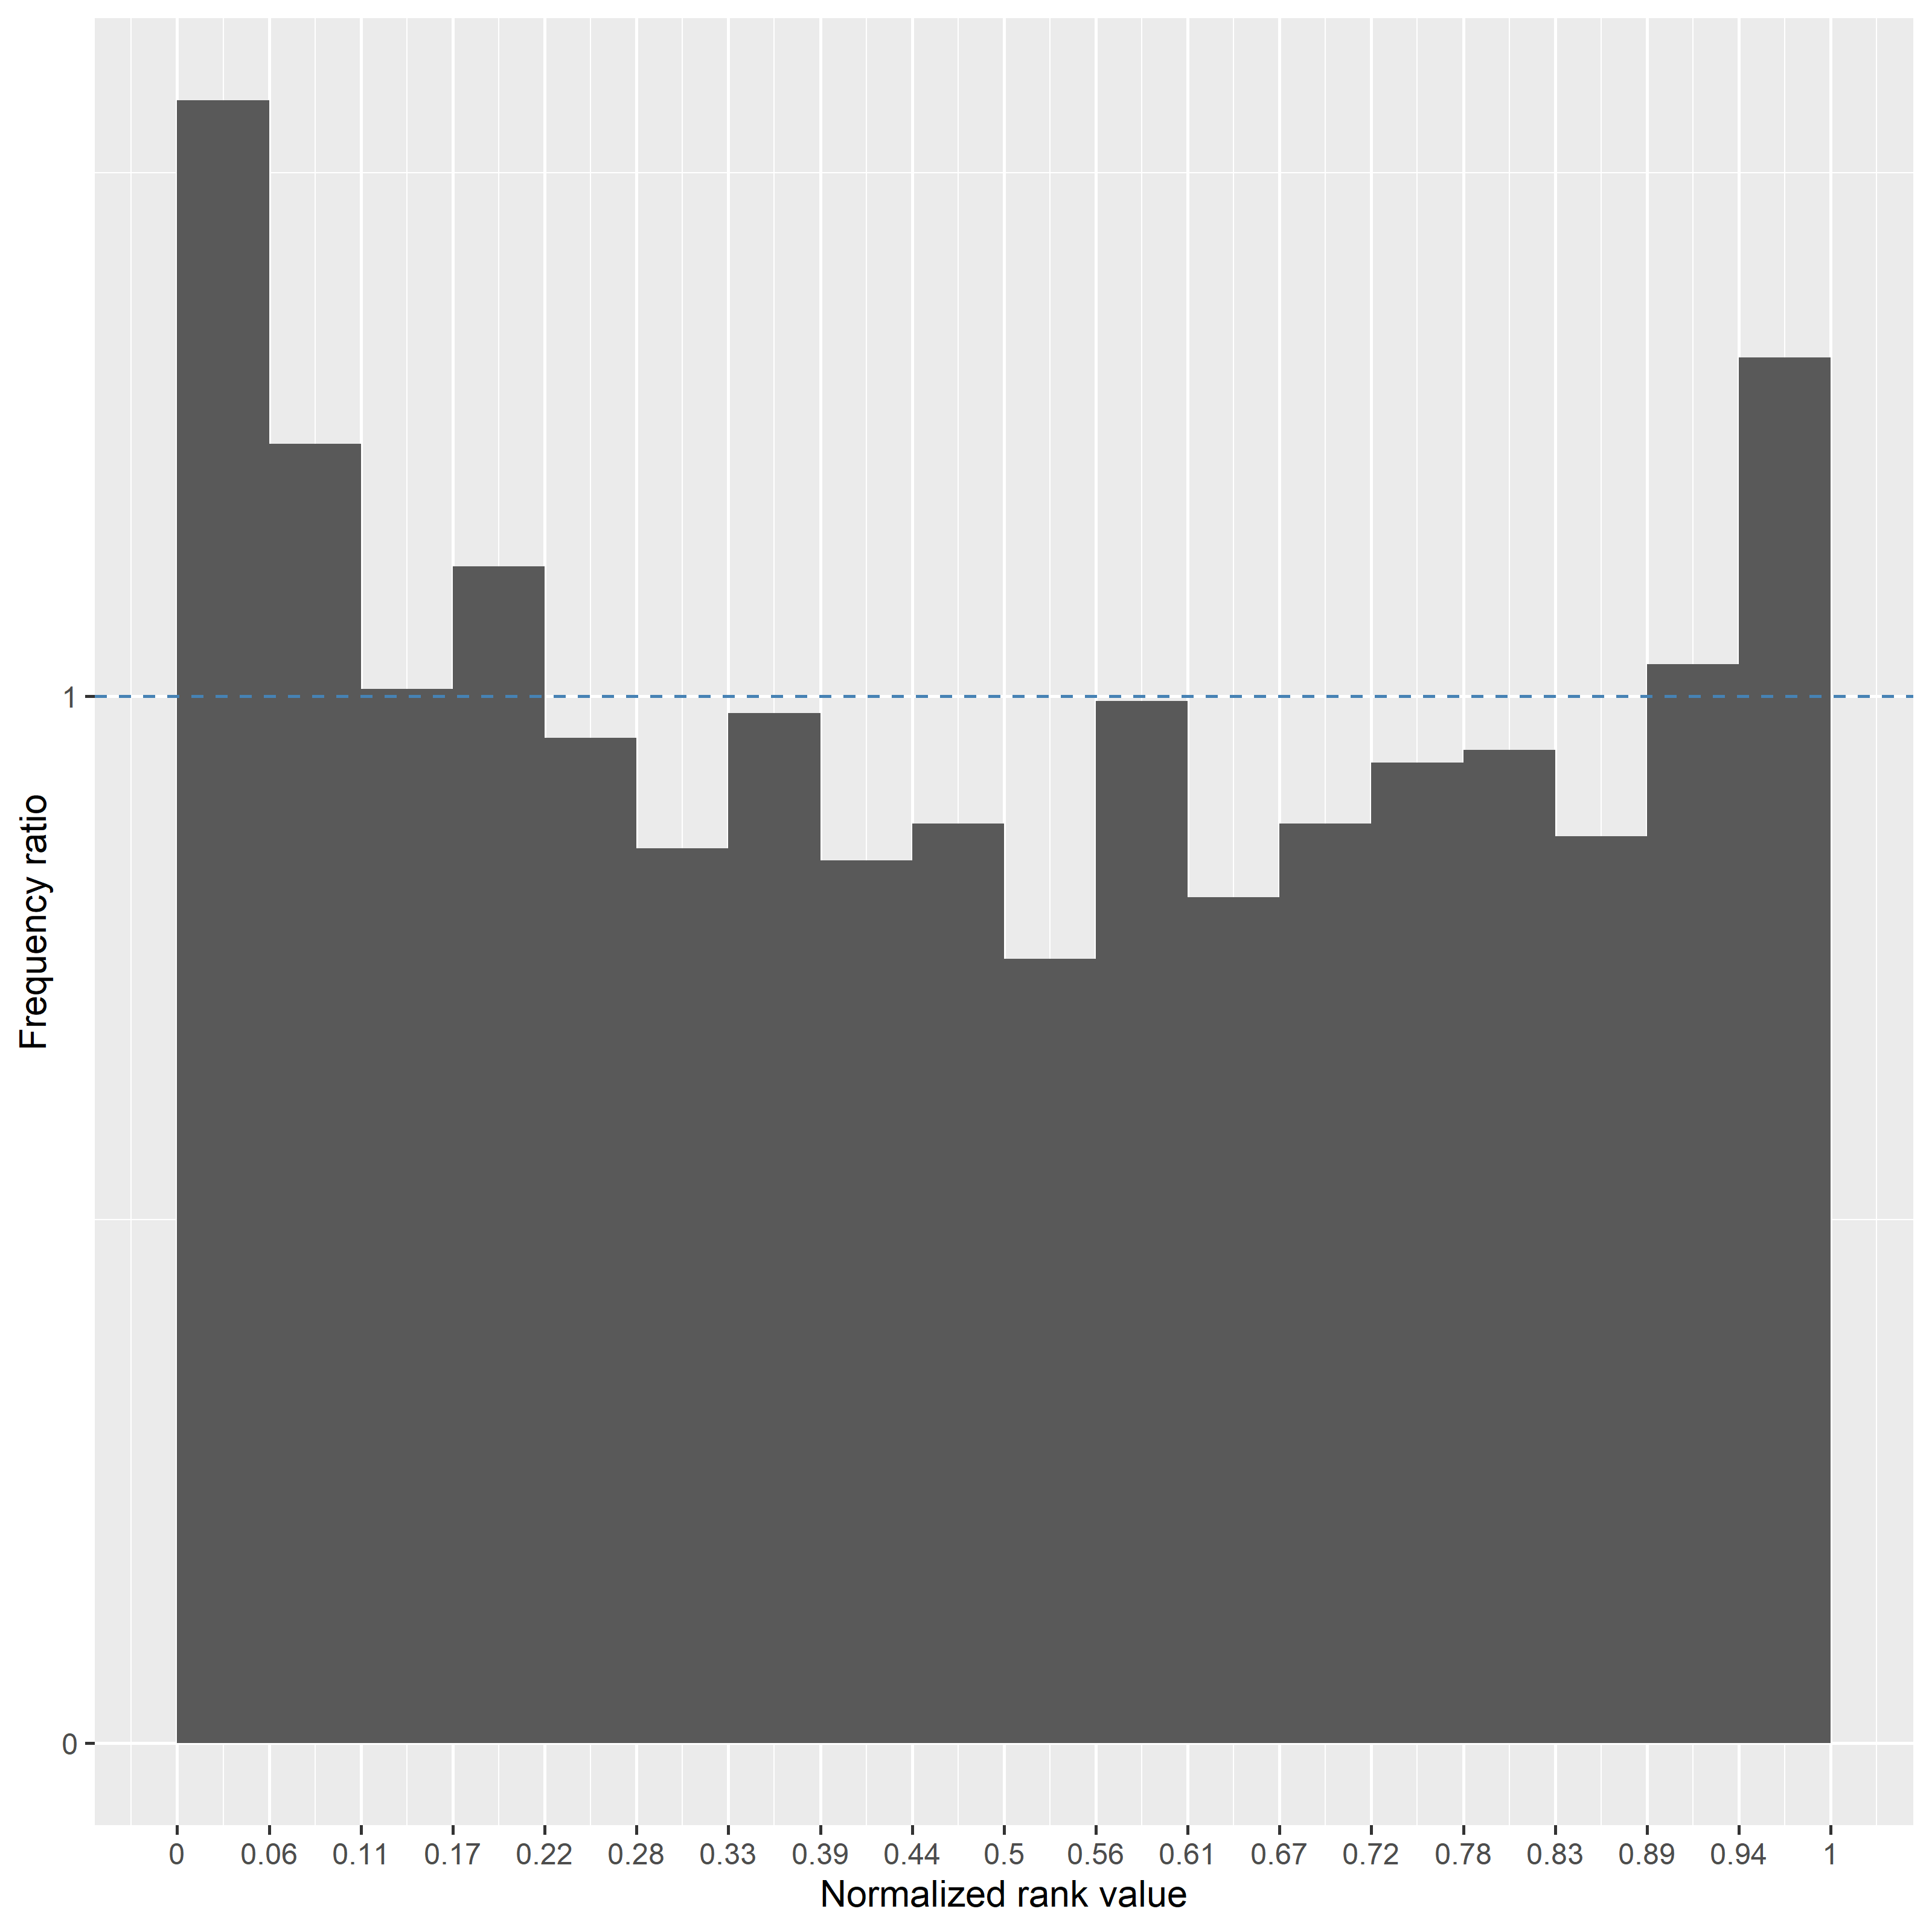 Frequency ratio
1
0
0 0.06 0.11 0.17 0.22 0.28 0.33 0.39 0.44 0.5 0.56 0.61 0.67 0.72 0.78 0.83 0.89 0.94 1
Normalized rank value